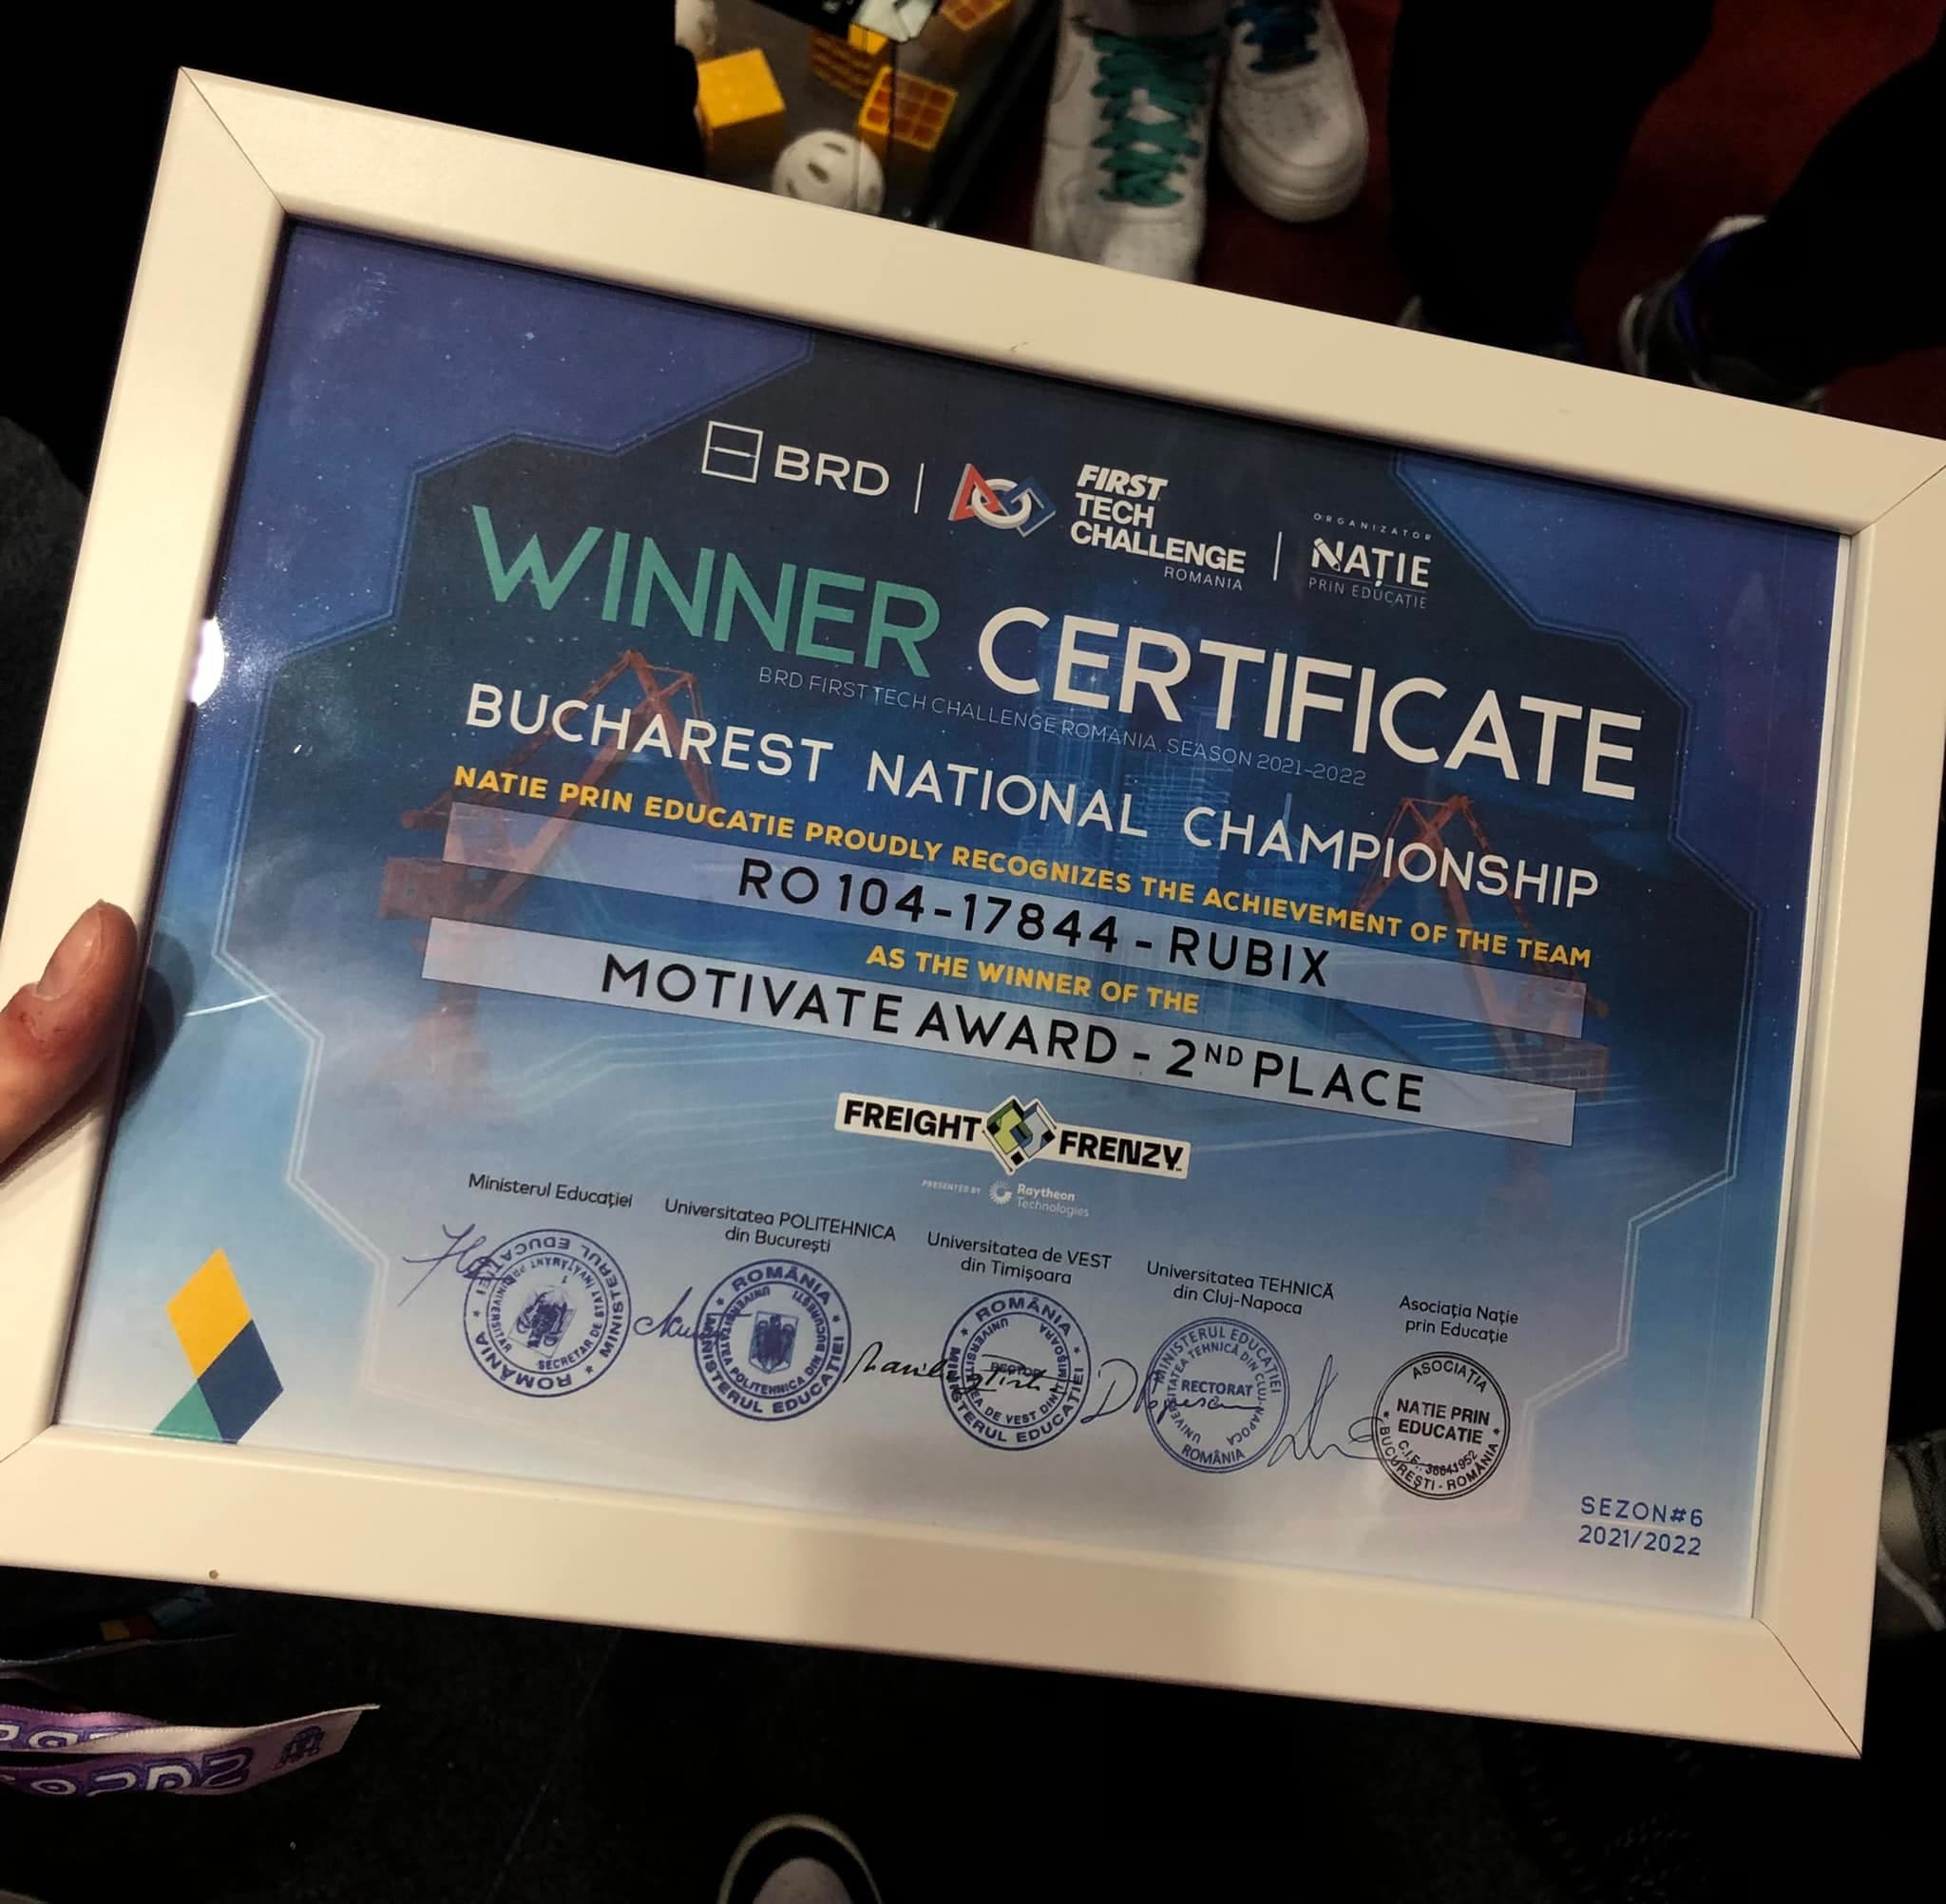 BRD
FIRST
TECH
CHALLENGE
ROMANIA
ORGANIZATOR
NAȚIE
PRIN EDUCAȚIE
WINNER CERTIFICATE
BRD FIRST TECH CHALLENGE ROMANIA. SEASON 2021-2022
BUCHAREST NATIONAL CHAMPIONSHIP
NATIE PRIN EDUCATIE PROUDLY RECOGNIZES THE ACHIEVEMENT OF THE TEAM
RO 104-17844 - RUBIX
AS THE WINNER OF THE
MOTIVATE AWARD - 2ND PLACE
FREIGHT FRENZY
PRESENTED BY Raytheon
Technologies
Ministerul Educației
Universitatea POLITEHNICA
din București
Universitatea de VEST
din Timișoara
Universitatea TEHNICĂ
din Cluj-Napoca
Asociația Nație
prin Educație
ROMÂNIA * MINISTERUL EDUCAȚIEI *
SECRETAR DE STAT
ROMÂNIA * MINISTERUL EDUCAȚIEI *
UNIVERSITATEA POLITEHNICA DIN BUCUREȘTI
ROMÂNIA * MINISTERUL EDUCAȚIEI *
UNIVERSITATEA DE VEST DIN TIMIȘOARA
RECTOR
MINISTERUL EDUCAȚIEI
ROMÂNIA
UNIVERSITATEA TEHNICĂ DIN CLUJ-NAPOCA
RECTORAT
ASOCIAȚIA
NATIE PRIN
EDUCATIE
C.I.F. 36641952
BUCUREȘTI - ROMÂNIA
SEZON#6
2021/2022